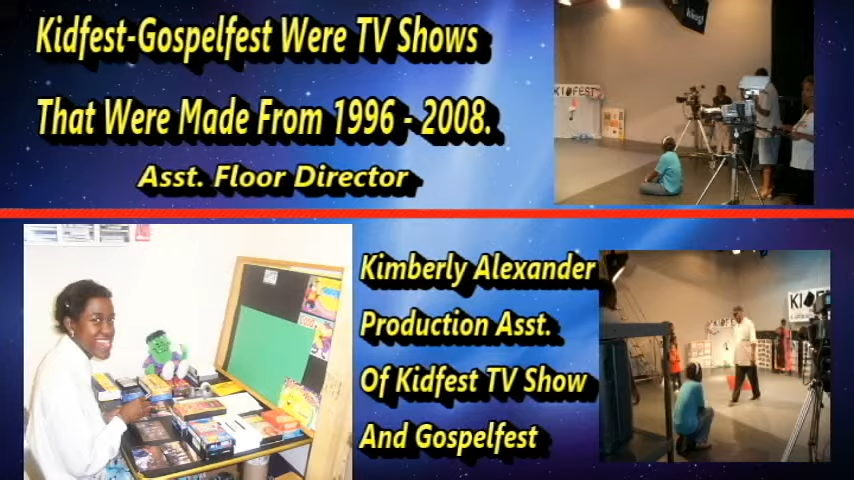 Kidfest-Gospelfest Were TV Shows
That Were Made From 1996 - 2008.
Asst. Floor Director
KIDFEST
Kimberly Alexander
Production Asst.
Of Kidfest TV Show
And Gospelfest